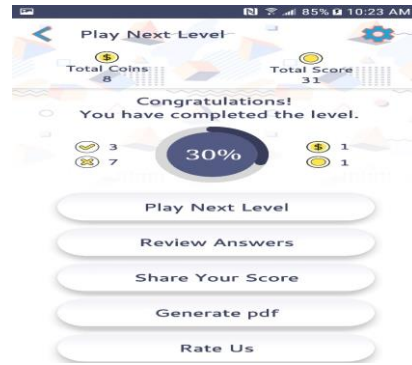 85% 10:23 AM
Play Next Level
Total Coins
8
Total Score
31
Congratulations!
You have completed the level.
3
7
30%
$ 1
1
Play Next Level
Review Answers
Share Your Score
Generate pdf
Rate Us